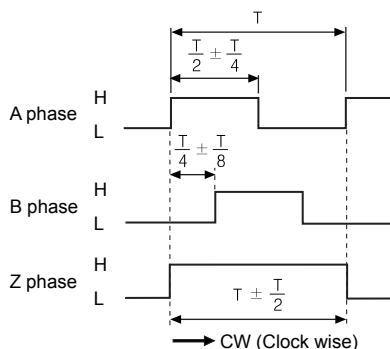 T
T/2 ± T/4
H
A phase
L
T/4 ± T/8
H
B phase
L
H
Z phase
L
T ± T/2
CW (Clock wise)